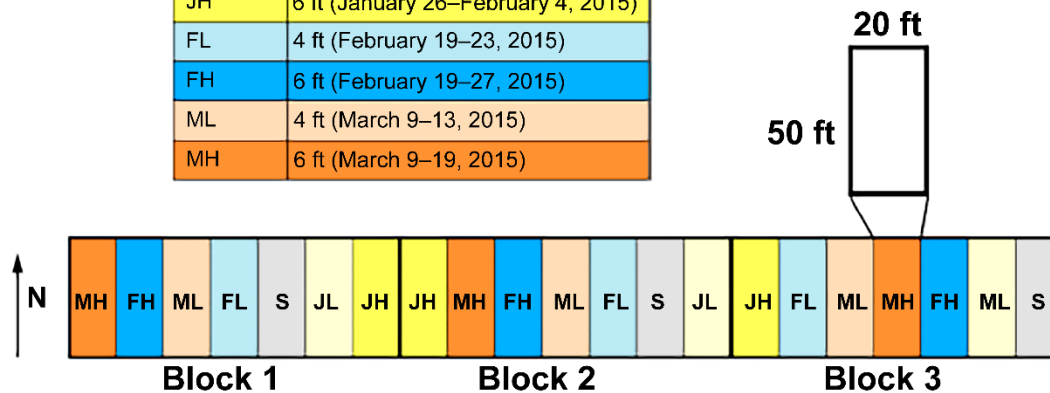 JH 6 ft (January 26–February 4, 2015)
FL 4 ft (February 19–23, 2015)
FH 6 ft (February 19–27, 2015)
ML 4 ft (March 9–13, 2015)
MH 6 ft (March 9–19, 2015)
20 ft
50 ft
N
MH FH ML FL S JL JH JH MH FH ML FL S JL JH FL ML MH FH ML S
Block 1 Block 2 Block 3